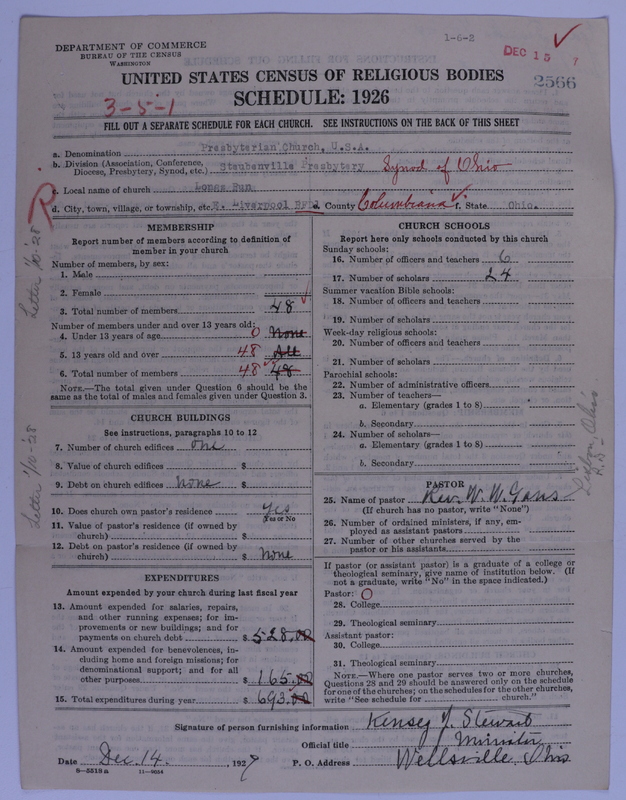 1-6-2
DEPARTMENT OF COMMERCE
BUREAU OF THE CENSUS
WASHINGTON
DEC 15 7
2566
UNITED STATES CENSUS OF RELIGIOUS BODIES
SCHEDULE: 1926
3-5-1
FILL OUT A SEPARATE SCHEDULE FOR EACH CHURCH. SEE INSTRUCTIONS ON THE BACK OF THIS SHEET
a. Denomination Presbyterian Church, U.S.A.
b. Division (Association, Conference, Diocese, Presbytery, Synod, etc.) Steubenville Presbytery Synod of Ohio
c. Local name of church Longs Run
d. City, town, village, or township, etc. E. Liverpool e. County Columbiana f. State Ohio.
Letter 1/10-'28
Letter 1/10-'28
MEMBERSHIP
Report number of members according to definition of
member in your church
Number of members, by sex:
1. Male
2. Female
3. Total number of members 48
Number of members under and over 13 years old:
4. Under 13 years of age 0 None
5. 13 years old and over 48 All
6. Total number of members 48 48
NOTE.—The total given under Question 6 should be the
same as the total of males and females given under Question 3.
CHURCH BUILDINGS
See instructions, paragraphs 10 to 12
7. Number of church edifices one
8. Value of church edifices $
9. Debt on church edifices none $
10. Does church own pastor's residence Yes
(Yes or No)
11. Value of pastor's residence (if owned by
church) $
12. Debt on pastor's residence (if owned by
church) $ None
EXPENDITURES
Amount expended by your church during last fiscal year
13. Amount expended for salaries, repairs,
and other running expenses; for im-
provements or new buildings; and for
payments on church debt $ 528.00
14. Amount expended for benevolences, in-
cluding home and foreign missions; for
denominational support; and for all
other purposes $ 165.00
15. Total expenditures during year $ 693.00
CHURCH SCHOOLS
Report here only schools conducted by this church
Sunday schools:
16. Number of officers and teachers 6
17. Number of scholars 24
Summer vacation Bible schools:
18. Number of officers and teachers
19. Number of scholars
Week-day religious schools:
20. Number of officers and teachers
21. Number of scholars
Parochial schools:
22. Number of administrative officers
23. Number of teachers—
a. Elementary (grades 1 to 8)
b. Secondary
24. Number of scholars—
a. Elementary (grades 1 to 8)
b. Secondary
PASTOR
25. Name of pastor Rev. W. W. Gans
(If church has no pastor, write "None")
26. Number of ordained ministers, if any, em-
ployed as assistant pastors
27. Number of other churches served by the
pastor or his assistants
If pastor (or assistant pastor) is a graduate of a college or
theological seminary, give name of institution below. (If
not a graduate, write "No" in the space indicated.)
Pastor: 0
28. College
29. Theological seminary
Assistant pastor:
30. College
31. Theological seminary
NOTE.—Where one pastor serves two or more churches,
Questions 28 and 29 should be answered only on the schedule
for one of the churches; on the schedules for the other churches,
write "See schedule for church."
Signature of person furnishing information Kinsey J. Stewart
Official title Minister
Date Dec. 14, 1927 P. O. Address Wellsville, Ohio
8—5518a 11—9054